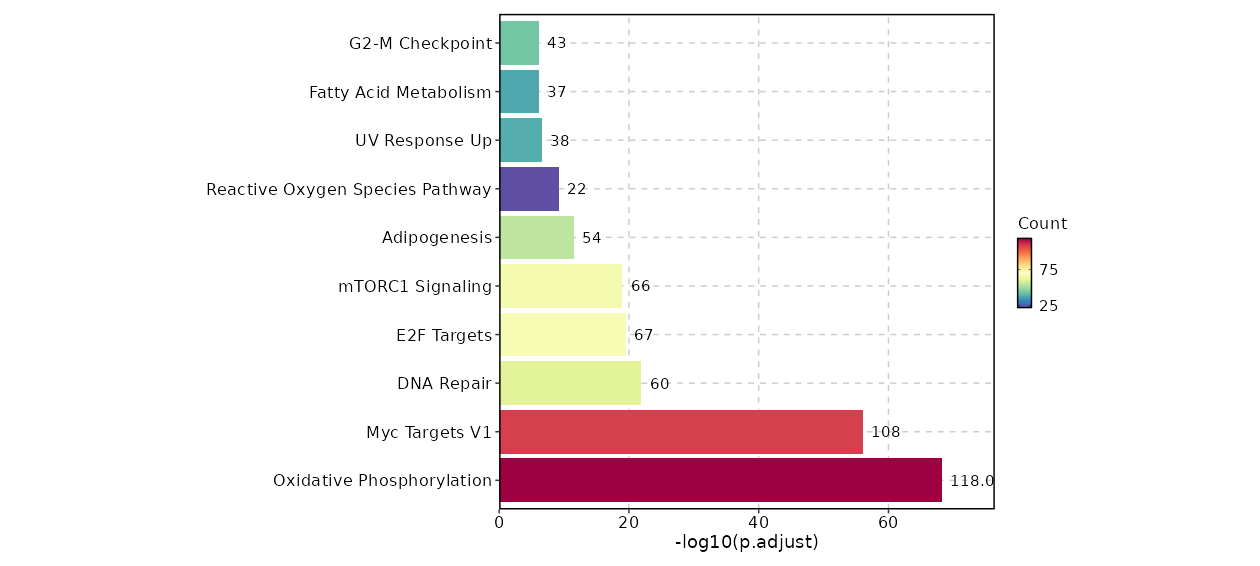 G2-M Checkpoint 43
Fatty Acid Metabolism 37
UV Response Up 38
Reactive Oxygen Species Pathway 22
Adipogenesis 54
mTORC1 Signaling 66
E2F Targets 67
DNA Repair 60
Myc Targets V1 108
Oxidative Phosphorylation 118.0
0 20 40 60
-log10(p.adjust)
Count
75
25